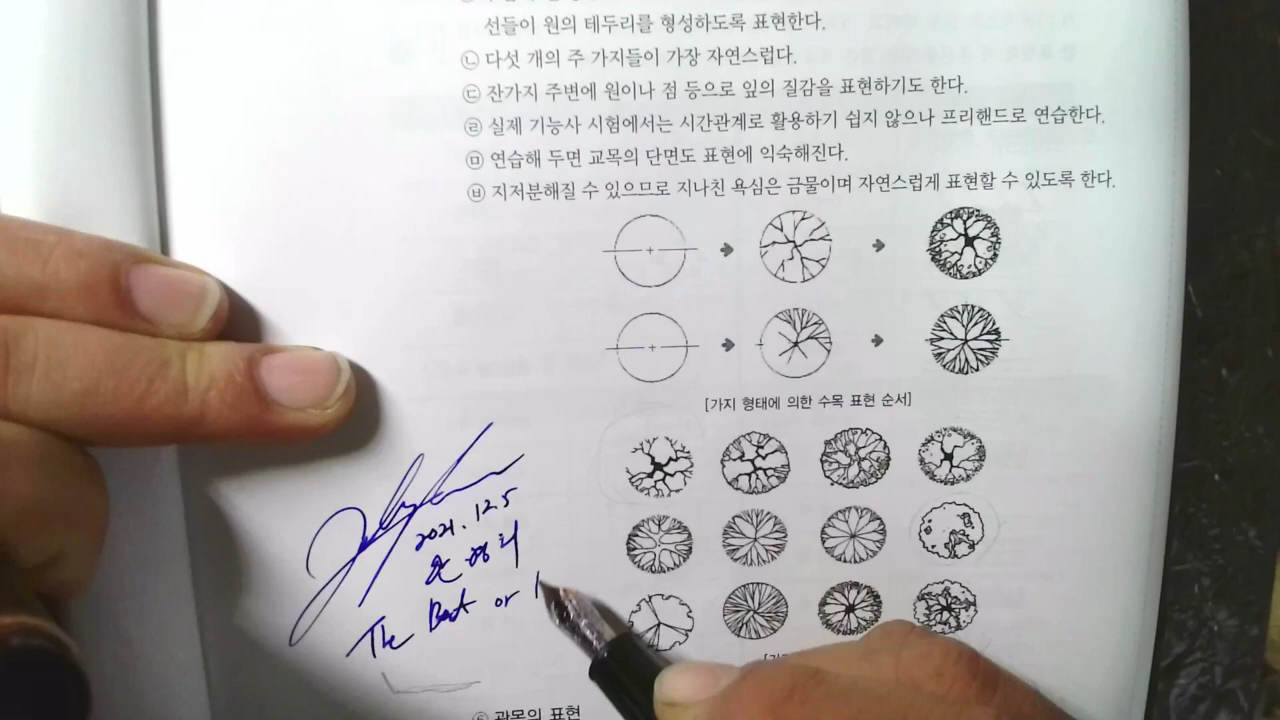 선들이 원의 테두리를 형성하도록 표현한다.
㉡ 다섯 개의 주 가지들이 가장 자연스럽다.
㉢ 잔가지 주변에 원이나 점 등으로 잎의 질감을 표현하기도 한다.
㉣ 실제 기능사 시험에서는 시간관계로 활용하기 쉽지 않으나 프리핸드로 연습한다.
㉤ 연습해 두면 교목의 단면도 표현에 익숙해진다.
㉥ 지저분해질 수 있으므로 지나친 욕심은 금물이며 자연스럽게 표현할 수 있도록 한다.
[가지 형태에 의한 수목 표현 순서]
2021.12.5
The Best or
관목의 표현